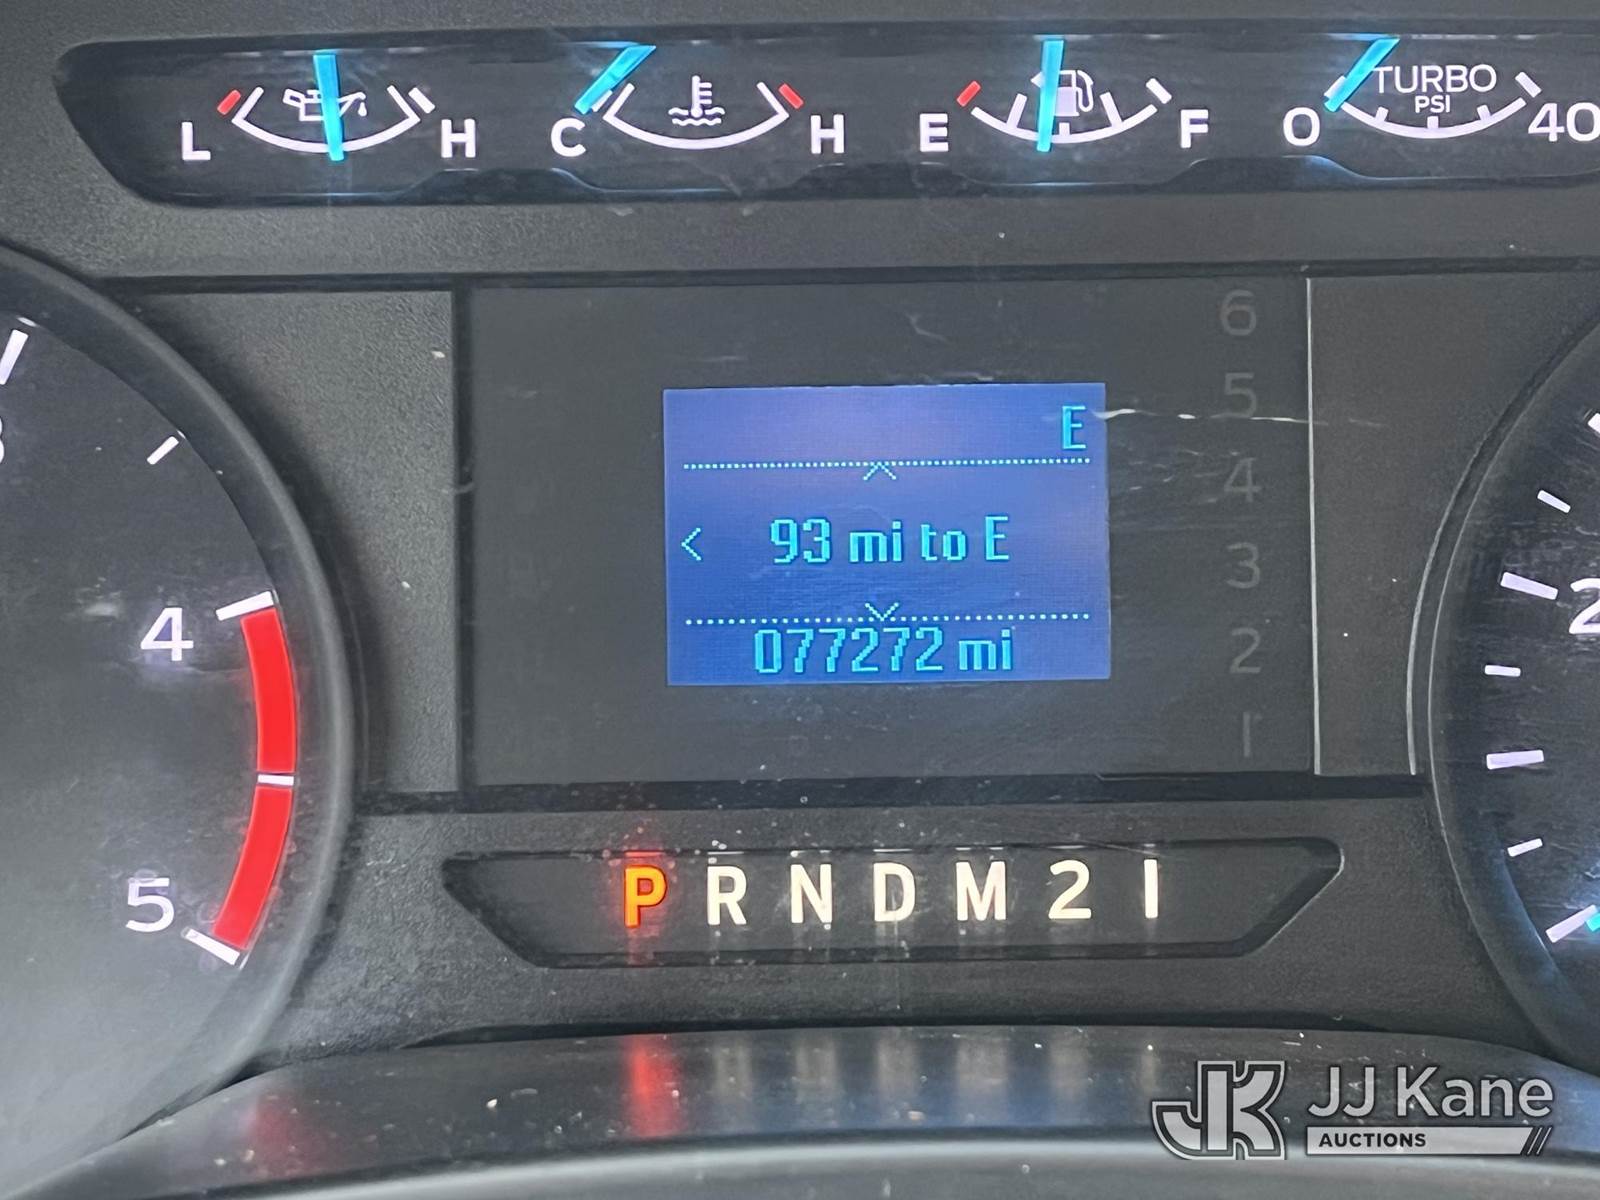 L H C H E F O TURBO PSI 40
E
93 mi to E
077272 mi
6
5
4
3
2
1
4
5
2
P R N D M 2 1
JJ Kane
AUCTIONS